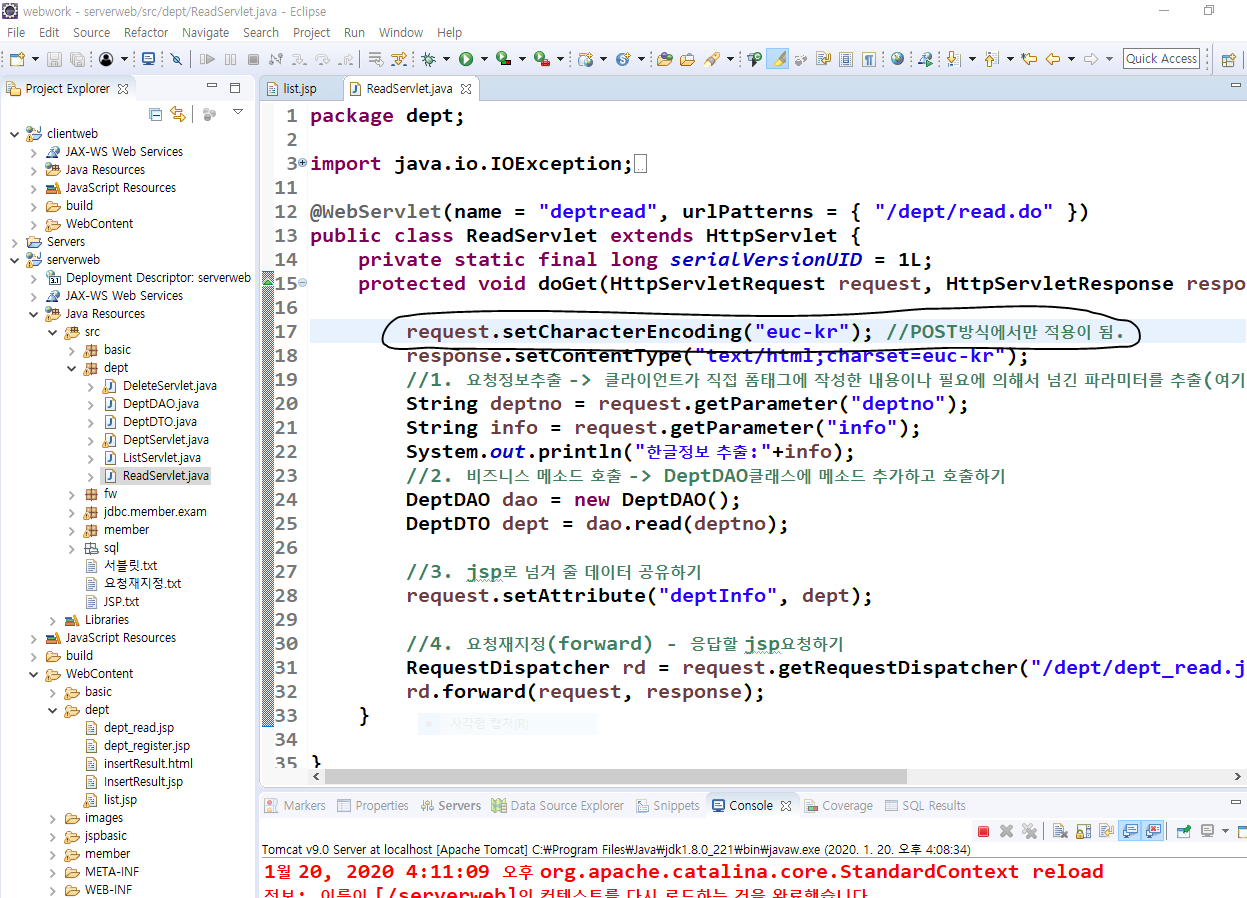 webwork - serverweb/src/dept/ReadServlet.java - Eclipse
File Edit Source Refactor Navigate Search Project Run Window Help
Quick Access
Project Explorer
list.jsp ReadServlet.java
clientweb
JAX-WS Web Services
Java Resources
JavaScript Resources
build
WebContent
Servers
serverweb
Deployment Descriptor: serverweb
JAX-WS Web Services
Java Resources
src
basic
dept
DeleteServlet.java
DeptDAO.java
DeptDTO.java
DeptServlet.java
ListServlet.java
ReadServlet.java
fw
jdbc.member.exam
member
sql
서블릿.txt
요청재지정.txt
JSP.txt
Libraries
JavaScript Resources
build
WebContent
basic
dept
dept_read.jsp
dept_register.jsp
insertResult.html
InsertResult.jsp
list.jsp
images
jspbasic
member
META-INF
WEB-INF
1 package dept;
2
3 import java.io.IOException;
11
12 @WebServlet(name = "deptread", urlPatterns = { "/dept/read.do" })
13 public class ReadServlet extends HttpServlet {
14 private static final long serialVersionUID = 1L;
15 protected void doGet(HttpServletRequest request, HttpServletResponse respo
16
17 request.setCharacterEncoding("euc-kr"); //POST방식에서만 적용이 됨.
18 response.setContentType("text/html;charset=euc-kr");
19 //1. 요청정보추출 -> 클라이언트가 직접 폼태그에 작성한 내용이나 필요에 의해서 넘긴 파라미터를 추출(여기
20 String deptno = request.getParameter("deptno");
21 String info = request.getParameter("info");
22 System.out.println("한글정보 추출:"+info);
23 //2. 비즈니스 메소드 호출 -> DeptDAO클래스에 메소드 추가하고 호출하기
24 DeptDAO dao = new DeptDAO();
25 DeptDTO dept = dao.read(deptno);
26
27 //3. jsp로 넘겨 줄 데이터 공유하기
28 request.setAttribute("deptInfo", dept);
29
30 //4. 요청재지정(forward) - 응답할 jsp요청하기
31 RequestDispatcher rd = request.getRequestDispatcher("/dept/dept_read.j
32 rd.forward(request, response);
33 }
사각형 캡처(R)
34
35 }
Markers Properties Servers Data Source Explorer Snippets Console Coverage SQL Results
Tomcat v9.0 Server at localhost [Apache Tomcat] C:\Program Files\Java\jdk1.8.0_221\bin\javaw.exe (2020. 1. 20. 오후 4:08:34)
1월 20, 2020 4:11:09 오후 org.apache.catalina.core.StandardContext reload
정보: 이름이 [/serverweb]인 컨텍스트를 다시 로드하는 것을 완료했습니다